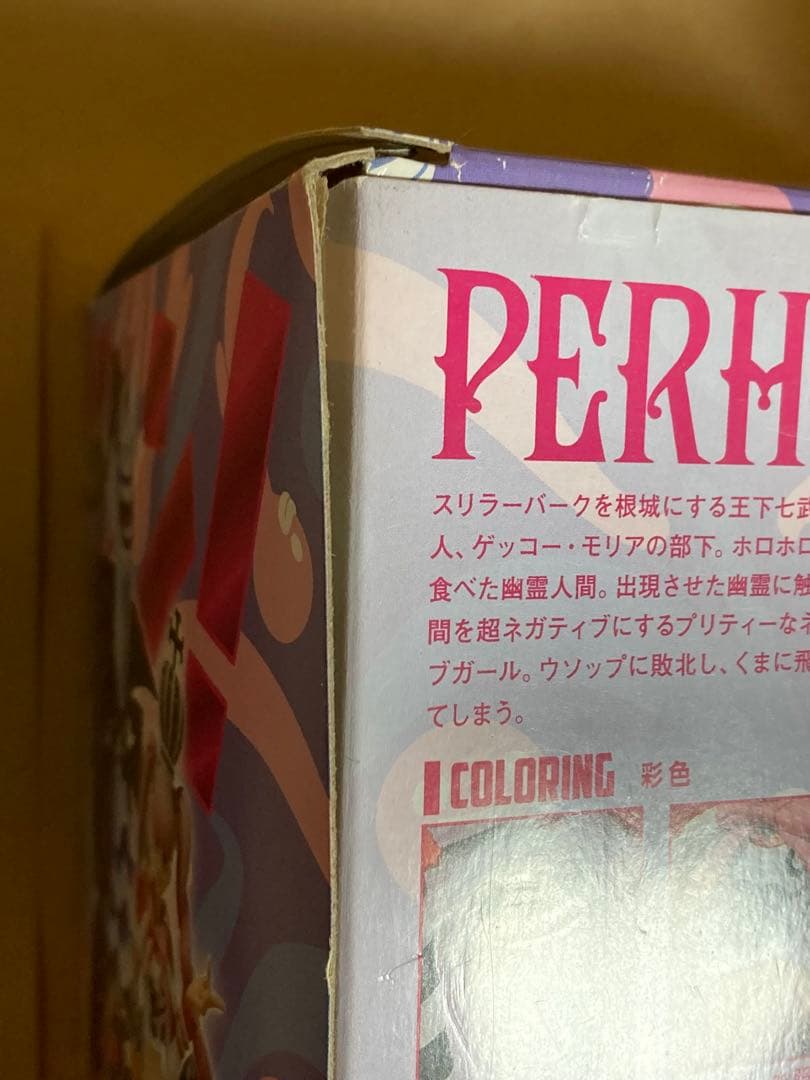 PERH
スリラーバークを根城にする王下七武
人、ゲッコー・モリアの部下。ホロホロ
食べた幽霊人間。出現させた幽霊に触
間を超ネガティブにするプリティーなネ
ブガール。ウソップに敗北し、くまに飛
てしまう。
COLORING 彩色